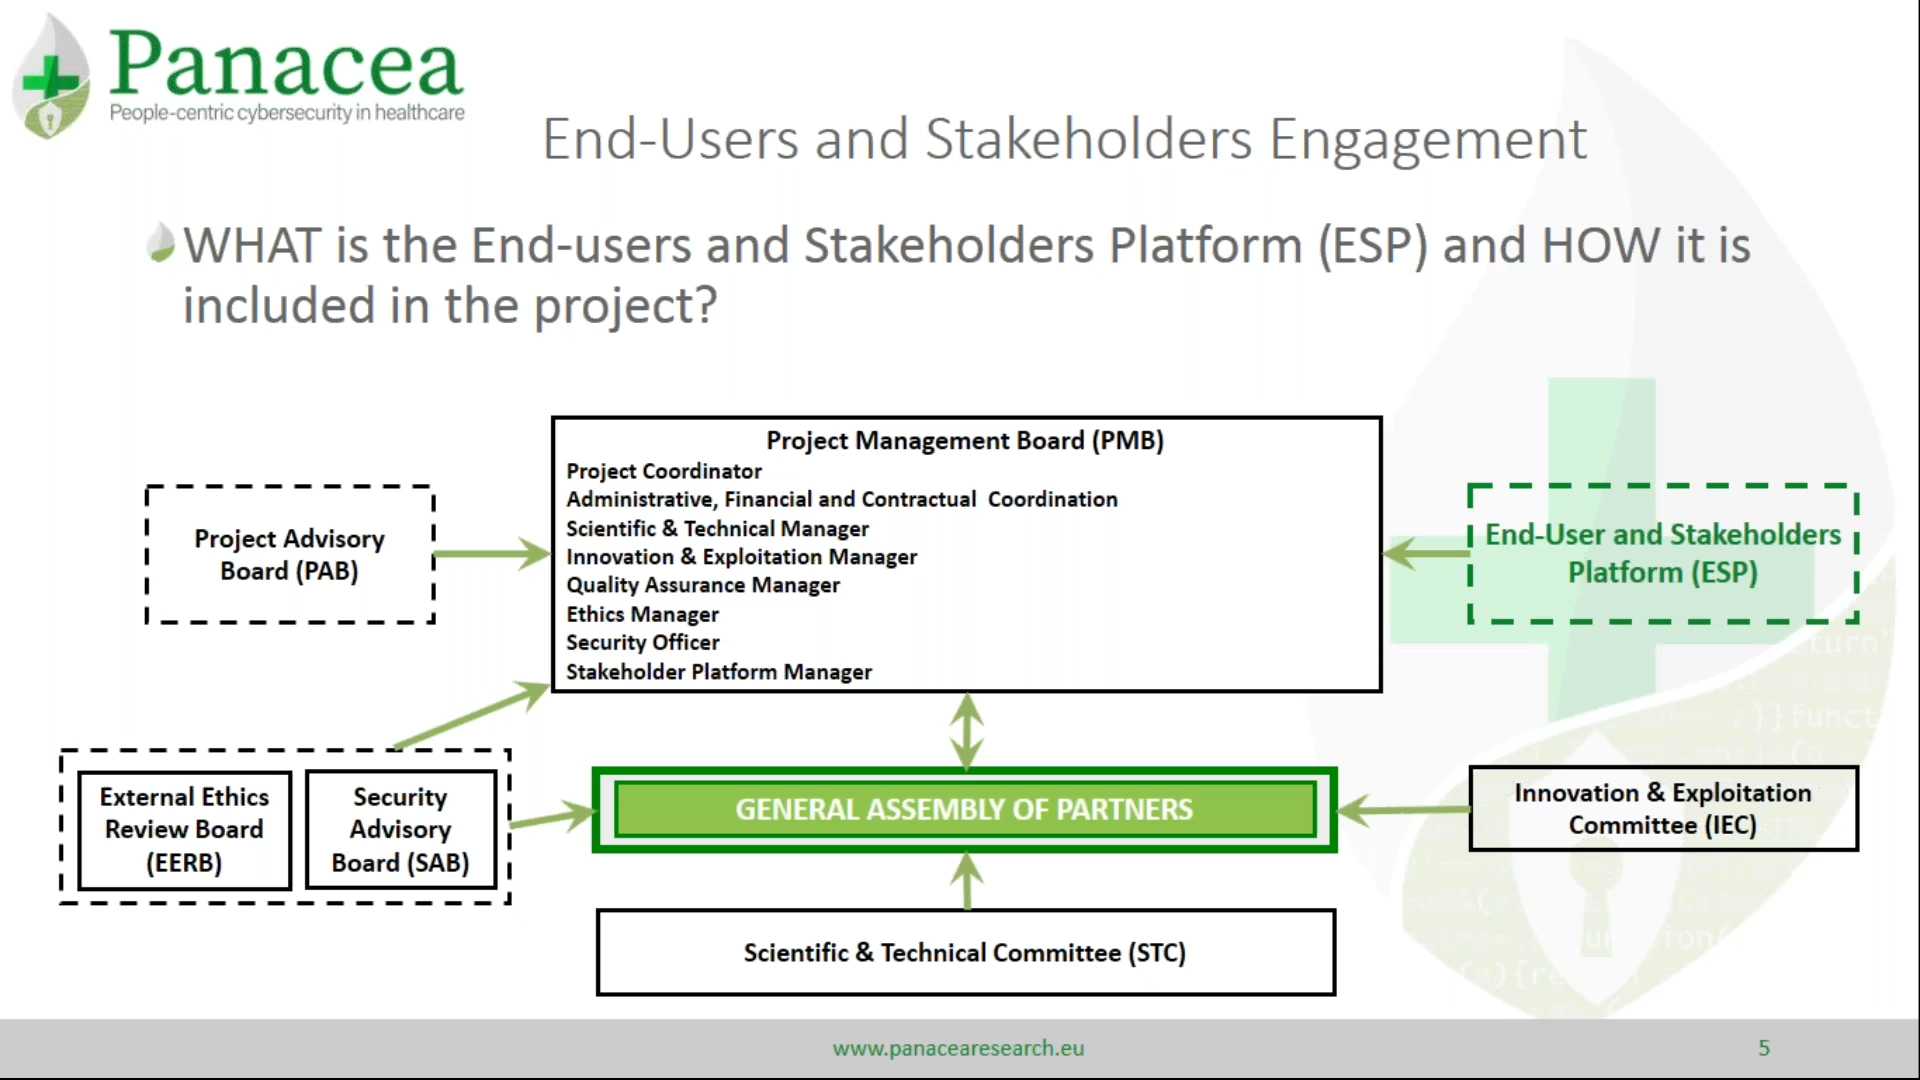 Panacea
People-centric cybersecurity in healthcare
End-Users and Stakeholders Engagement
WHAT is the End-users and Stakeholders Platform (ESP) and HOW it is
included in the project?
Project Management Board (PMB)
Project Coordinator
Administrative, Financial and Contractual Coordination
Scientific & Technical Manager
Innovation & Exploitation Manager
Quality Assurance Manager
Ethics Manager
Security Officer
Stakeholder Platform Manager
Project Advisory
Board (PAB)
End-User and Stakeholders
Platform (ESP)
External Ethics
Review Board
(EERB)
Security
Advisory
Board (SAB)
GENERAL ASSEMBLY OF PARTNERS
Innovation & Exploitation
Committee (IEC)
Scientific & Technical Committee (STC)
www.panacearesearch.eu
5